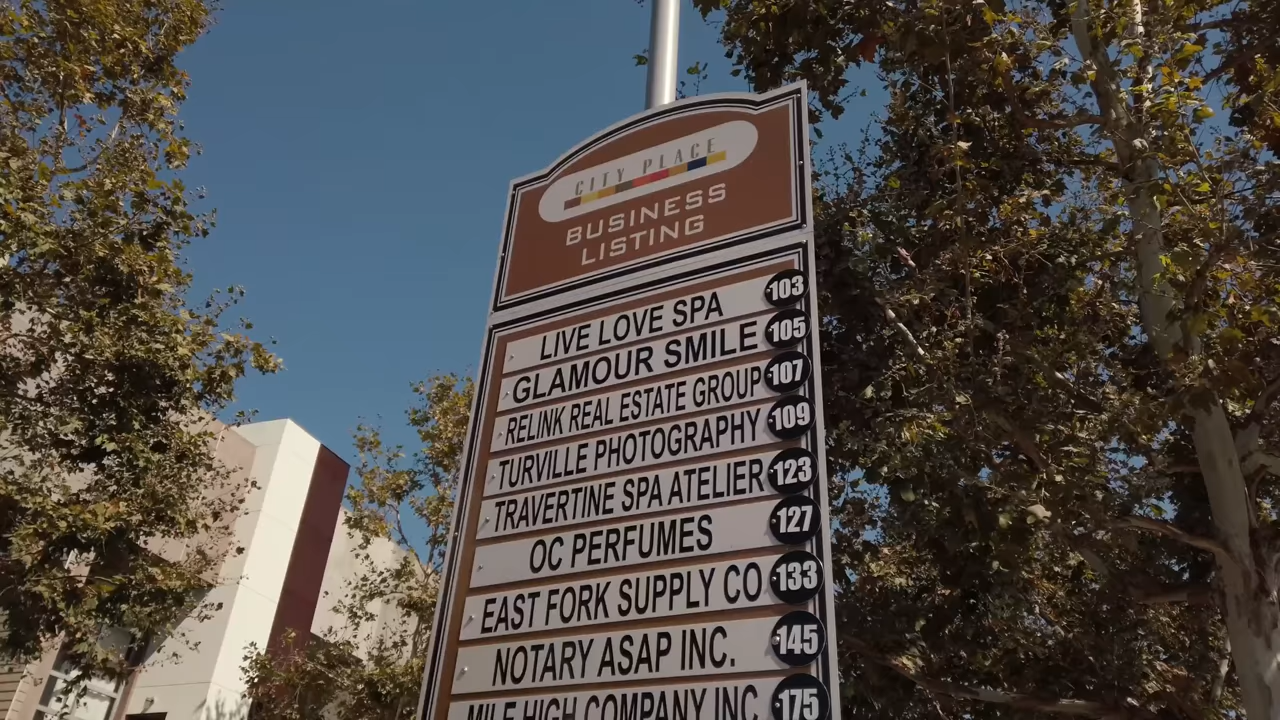 CITY PLACE
BUSINESS
LISTING
LIVE LOVE SPA 103
GLAMOUR SMILE 105
RELINK REAL ESTATE GROUP 107
TURVILLE PHOTOGRAPHY 109
TRAVERTINE SPA ATELIER 123
OC PERFUMES 127
EAST FORK SUPPLY CO 133
NOTARY ASAP INC. 145
MILE HIGH COMPANY INC 175